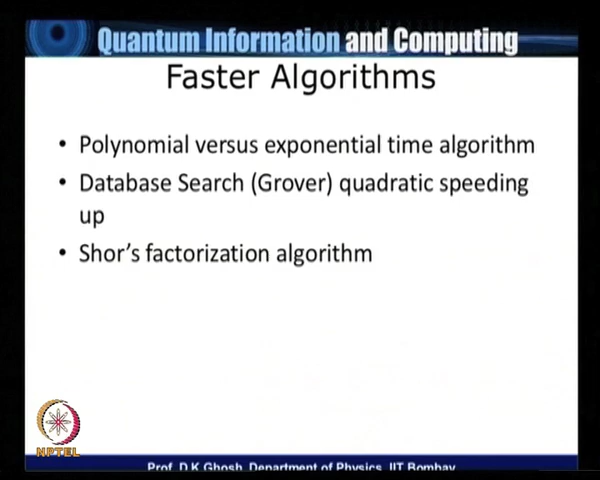 Quantum Information and Computing
Faster Algorithms
• Polynomial versus exponential time algorithm
• Database Search (Grover) quadratic speeding
up
• Shor's factorization algorithm
NPTEL
Prof. D.K Ghosh, Department of Physics, IIT Bombay